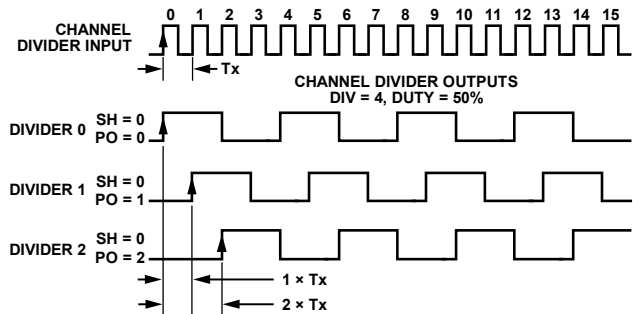 0 1 2 3 4 5 6 7 8 9 10 11 12 13 14 15
CHANNEL
DIVIDER INPUT
Tx
CHANNEL DIVIDER OUTPUTS
DIV = 4, DUTY = 50%
DIVIDER 0
SH = 0
PO = 0
DIVIDER 1
SH = 0
PO = 1
DIVIDER 2
SH = 0
PO = 2
1 × Tx
2 × Tx